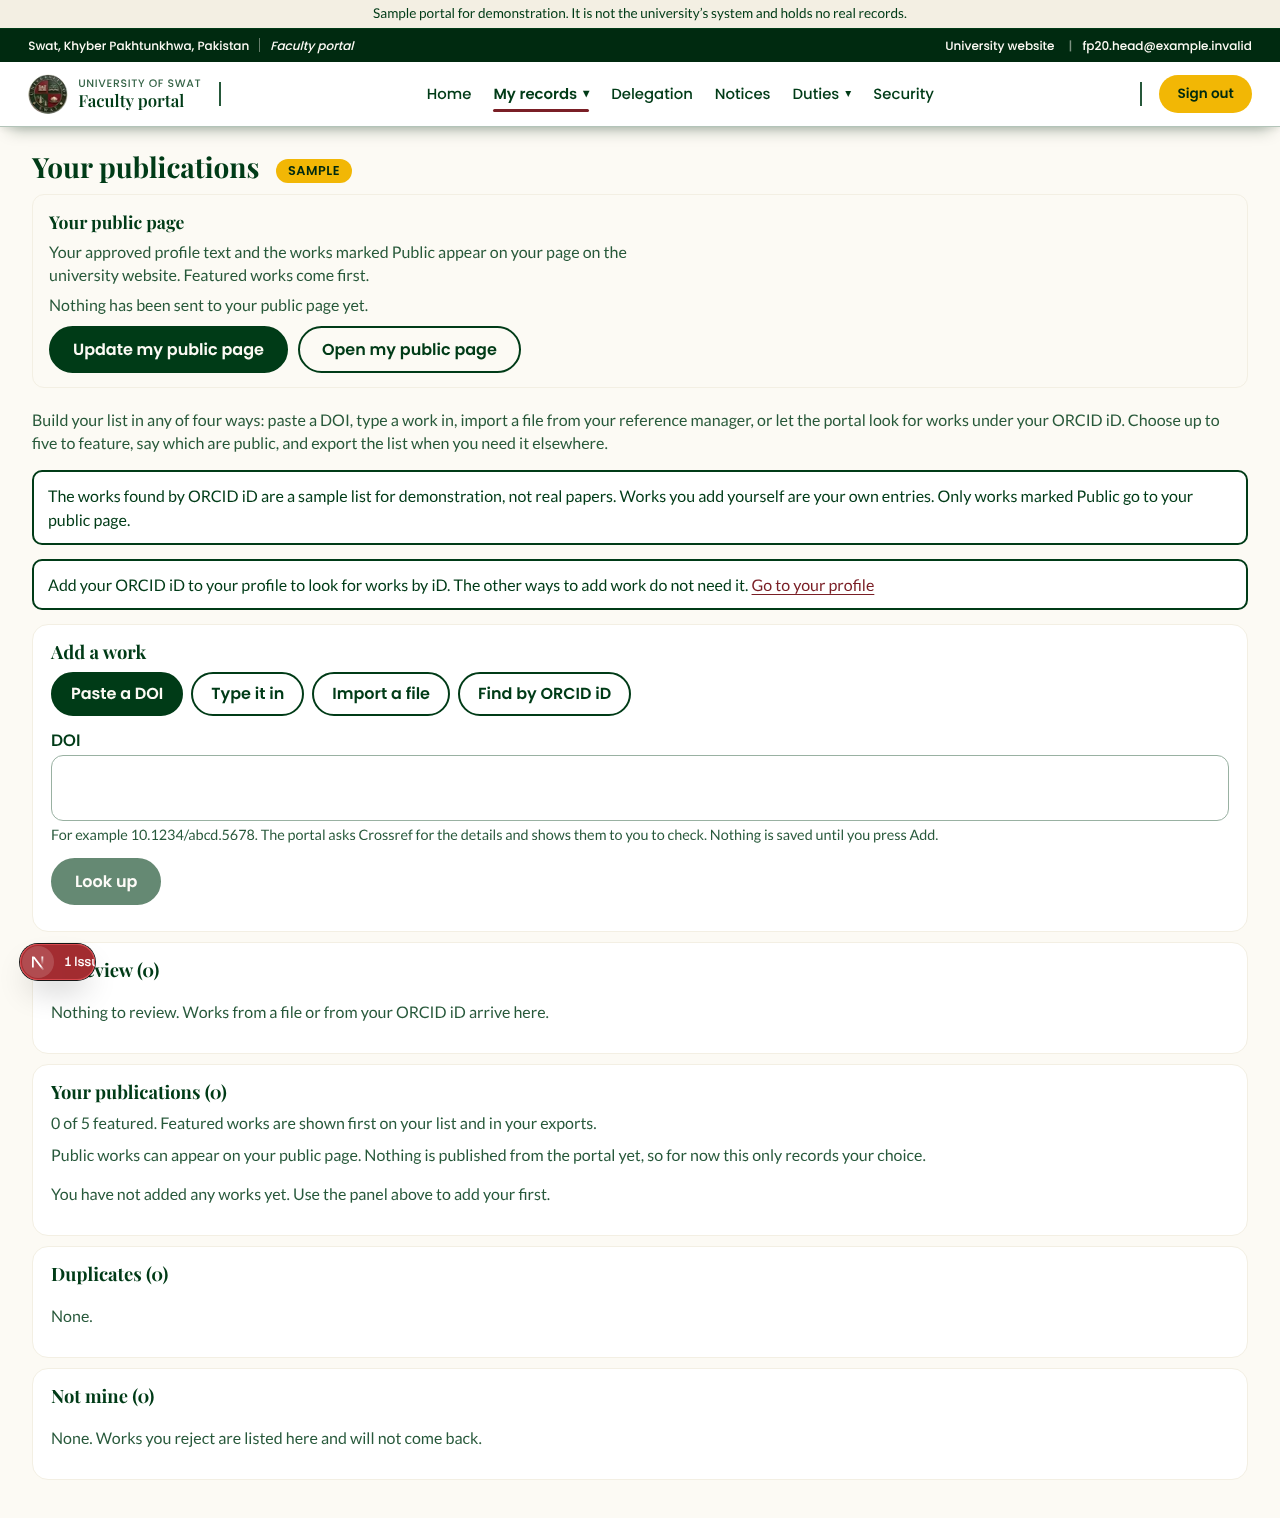 Sample portal for demonstration. It is not the university's system and holds no real records.
Swat, Khyber Pakhtunkhwa, Pakistan | Faculty portal
University website | fp20.head@example.invalid
UNIVERSITY OF SWAT
Faculty portal
Home My records ▾ Delegation Notices Duties ▾ Security
Sign out
Your publications SAMPLE
Your public page
Your approved profile text and the works marked Public appear on your page on the
university website. Featured works come first.
Nothing has been sent to your public page yet.
Update my public page Open my public page
Build your list in any of four ways: paste a DOI, type a work in, import a file from your reference manager, or let the portal look for works under your ORCID iD. Choose up to
five to feature, say which are public, and export the list when you need it elsewhere.
The works found by ORCID iD are a sample list for demonstration, not real papers. Works you add yourself are your own entries. Only works marked Public go to your
public page.
Add your ORCID iD to your profile to look for works by iD. The other ways to add work do not need it. Go to your profile
Add a work
Paste a DOI Type it in Import a file Find by ORCID iD
DOI
For example 10.1234/abcd.5678. The portal asks Crossref for the details and shows them to you to check. Nothing is saved until you press Add.
Look up
N 1
view (0)
Nothing to review. Works from a file or from your ORCID iD arrive here.
Your publications (0)
0 of 5 featured. Featured works are shown first on your list and in your exports.
Public works can appear on your public page. Nothing is published from the portal yet, so for now this only records your choice.
You have not added any works yet. Use the panel above to add your first.
Duplicates (0)
None.
Not mine (0)
None. Works you reject are listed here and will not come back.